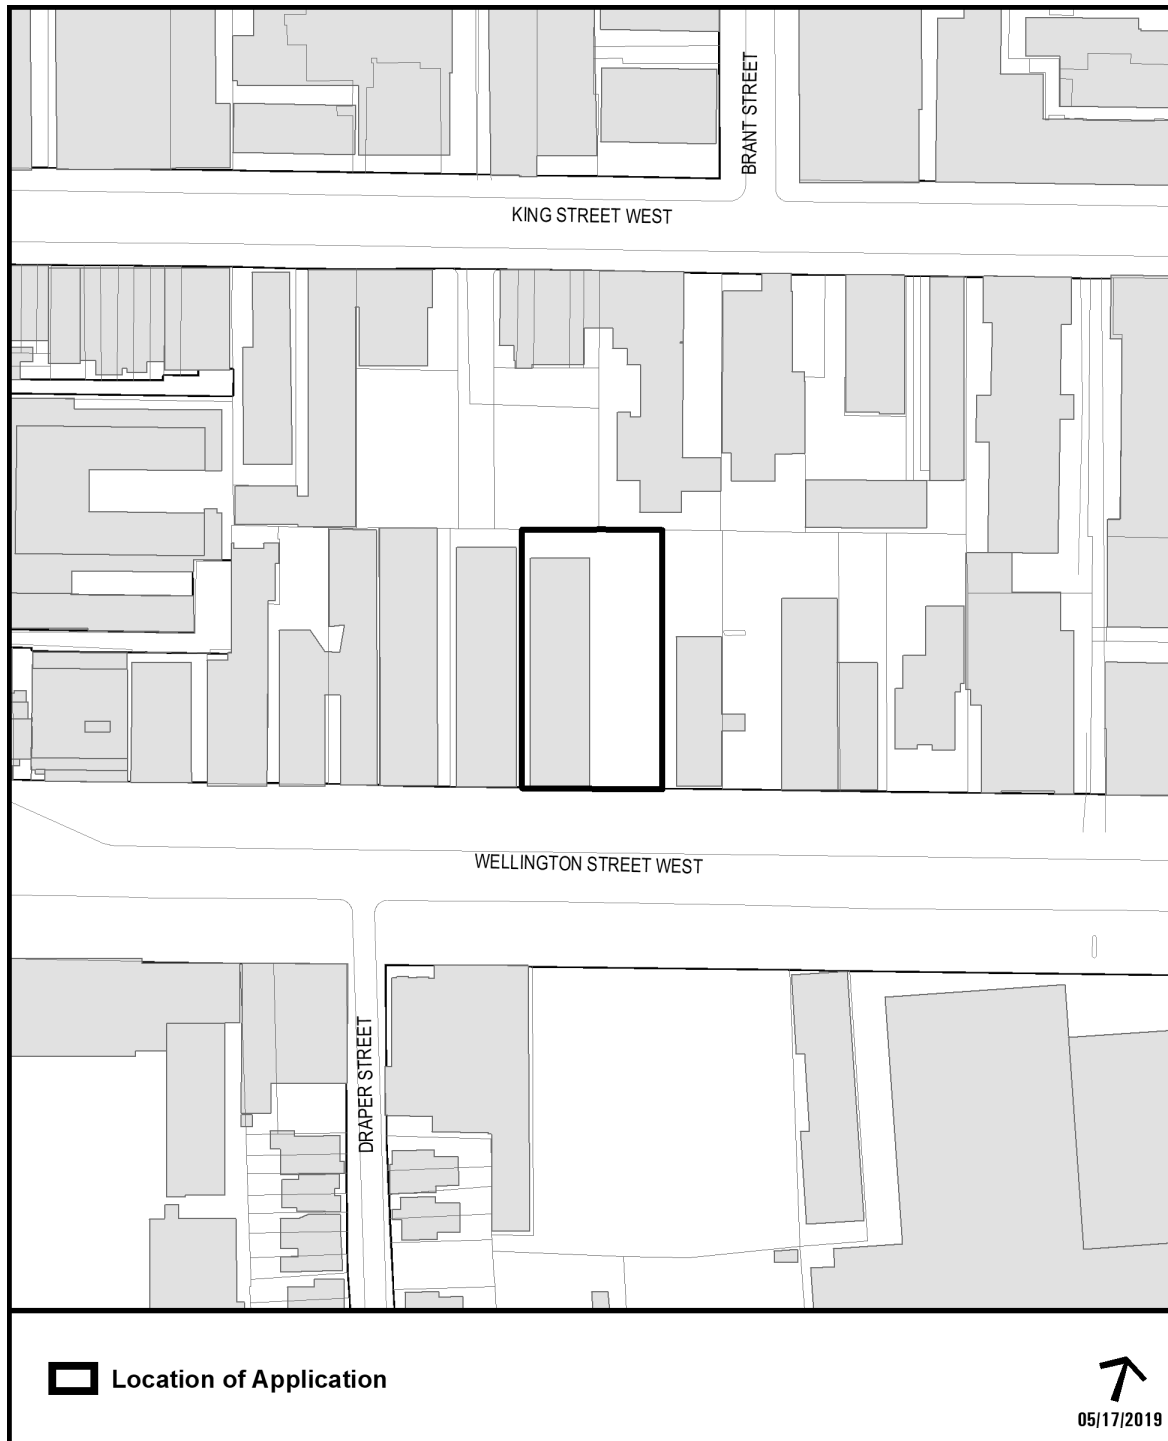 BRANT STREET
KING STREET WEST
WELLINGTON STREET WEST
DRAPER STREET
Location of Application
05/17/2019